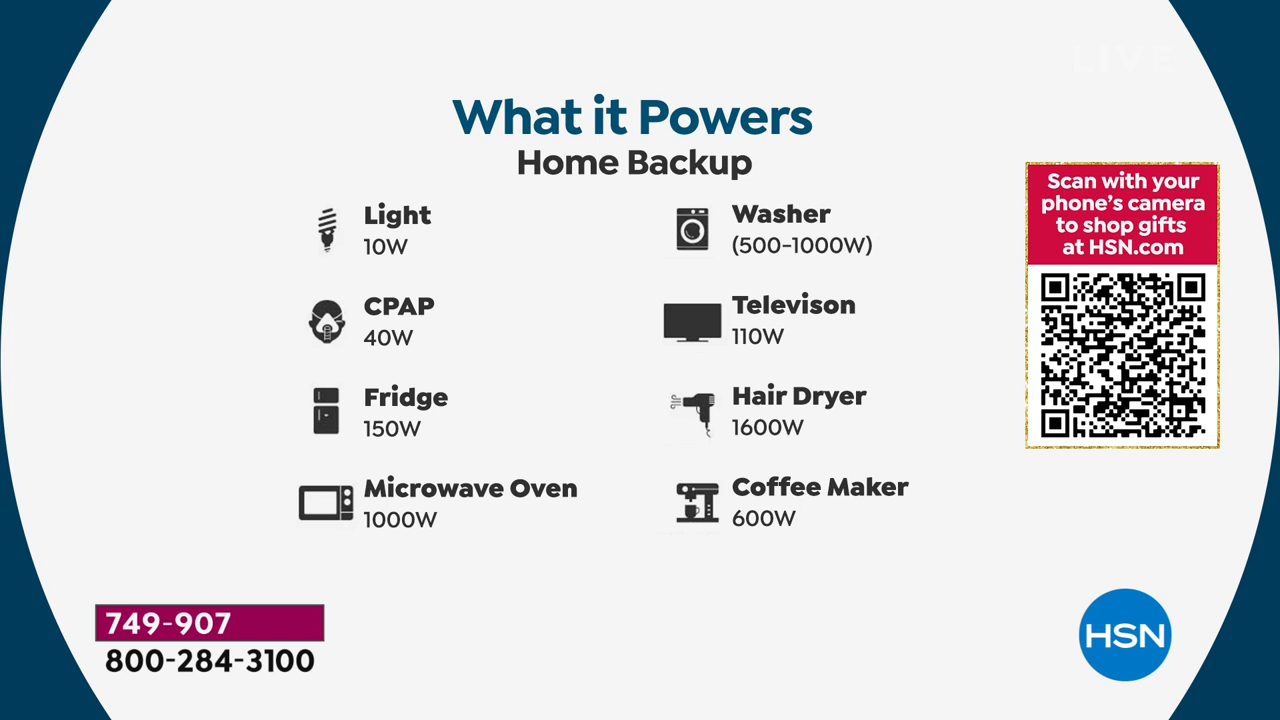 LIVE
What it Powers
Home Backup
Light
10W
Washer
(500-1000W)
CPAP
40W
Televison
110W
Fridge
150W
Hair Dryer
1600W
Microwave Oven
1000W
Coffee Maker
600W
Scan with your
phone's camera
to shop gifts
at HSN.com
749-907
800-284-3100
HSN